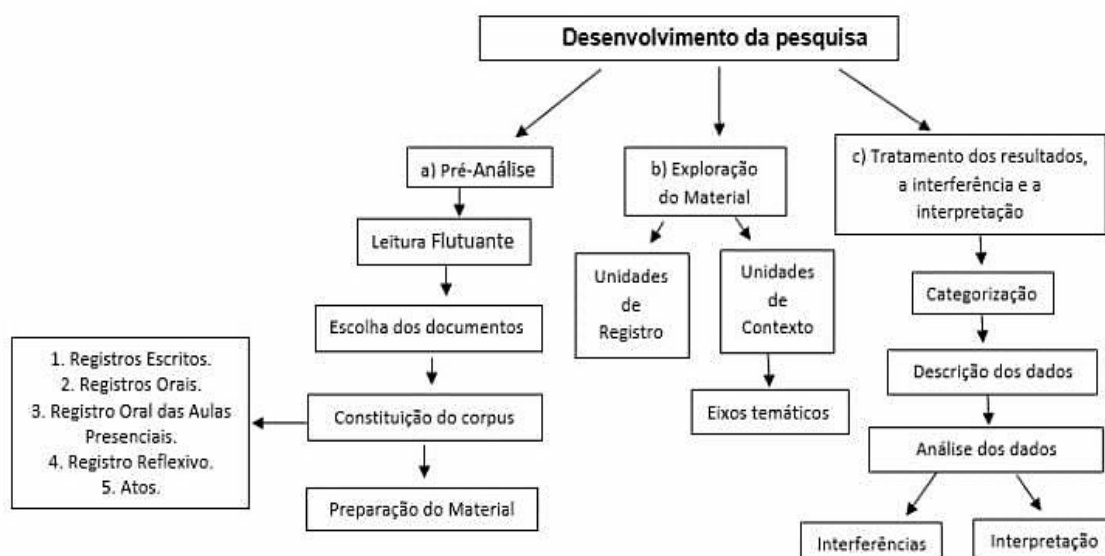 Desenvolvimento da pesquisa
a) Pré-Análise
Leitura Flutuante
Escolha dos documentos
Constituição do corpus
1. Registros Escritos.
2. Registros Orais.
3. Registro Oral das Aulas
Presenciais.
4. Registro Reflexivo.
5. Atos.
Preparação do Material
b) Exploração
do Material
Unidades
de
Registro
Unidades
de
Contexto
Eixos temáticos
c) Tratamento dos resultados,
a interferência e a
interpretação
Categorização
Descrição dos dados
Análise dos dados
Interferências
Interpretação